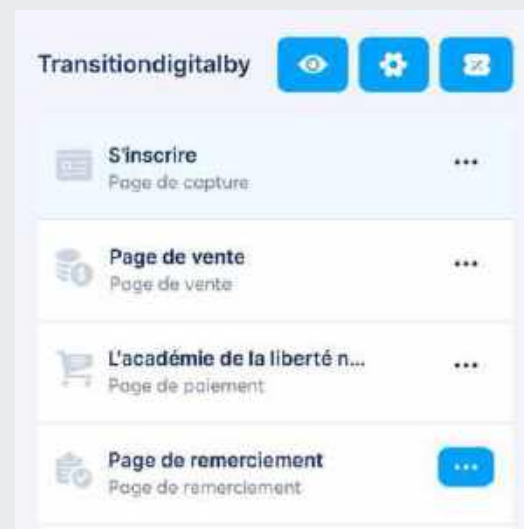 Transitiondigitalby
S'inscrire
Page de capture
Page de vente
Page de vente
L'académie de la liberté n...
Page de paiement
Page de remerciement
Page de remerciement